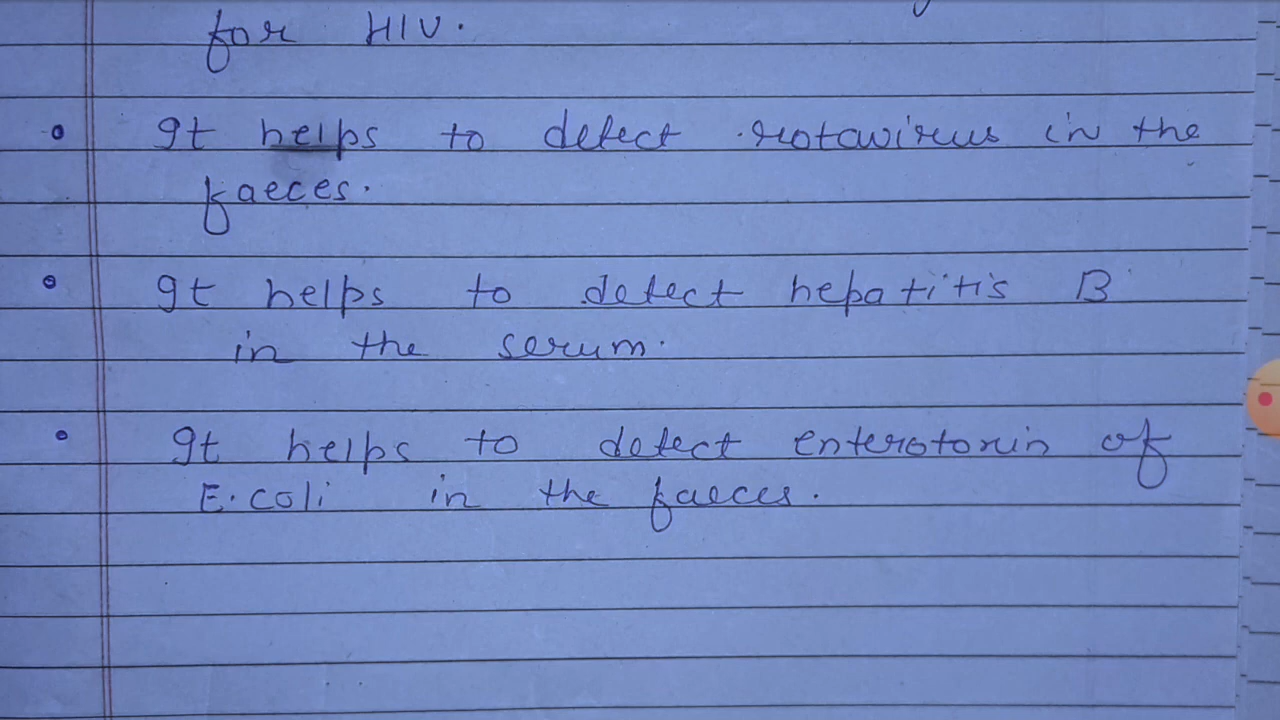 for HIV.
• It helps to detect rotavirus in the
faeces.
• It helps to detect hepatitis B
in the serum.
• It helps to detect enterotoxin of
E. coli in the faeces.